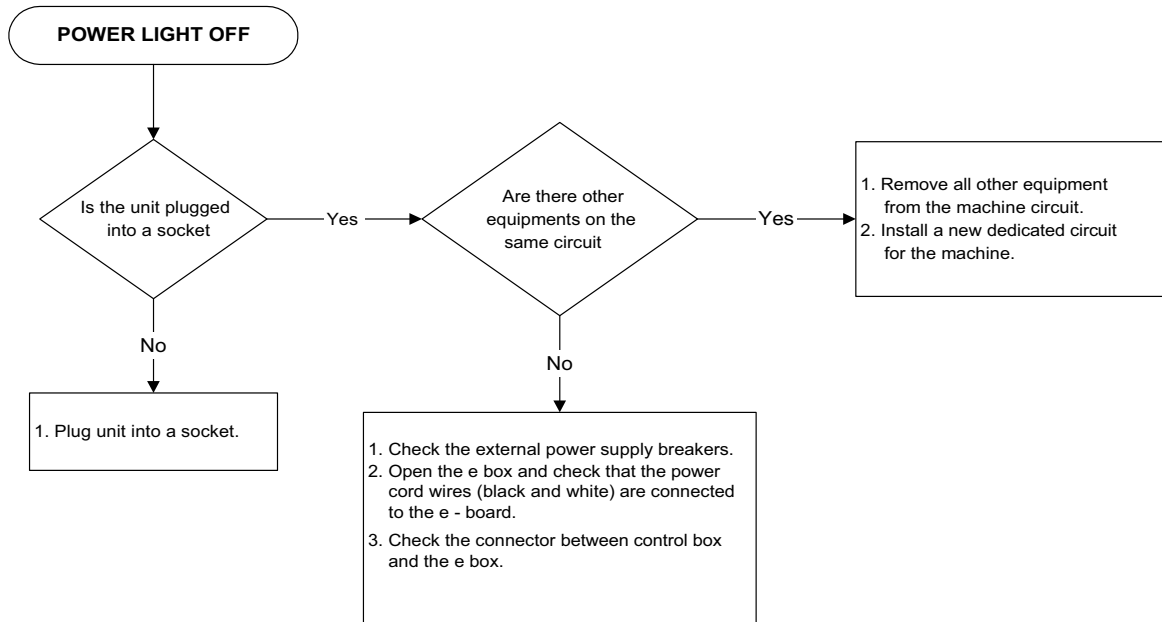 POWER LIGHT OFF
Is the unit plugged
into a socket
Yes
Are there other
equipments on the
same circuit
Yes
1. Remove all other equipment
from the machine circuit.
2. Install a new dedicated circuit
for the machine.
No
1. Plug unit into a socket.
No
1. Check the external power supply breakers.
2. Open the e box and check that the power
cord wires (black and white) are connected
to the e - board.
3. Check the connector between control box
and the e box.